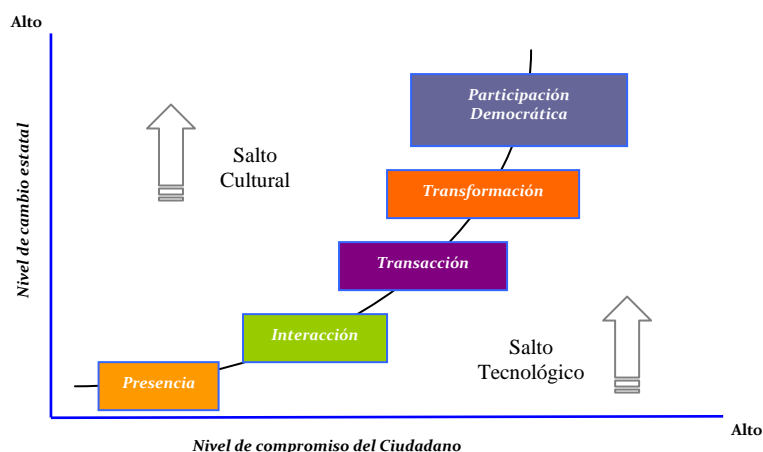 Alto
Nivel de cambio estatal
Participación
Democrática
Salto
Cultural
Transformación
Transacción
Interacción
Salto
Tecnológico
Presencia
Alto
Nivel de compromiso del Ciudadano